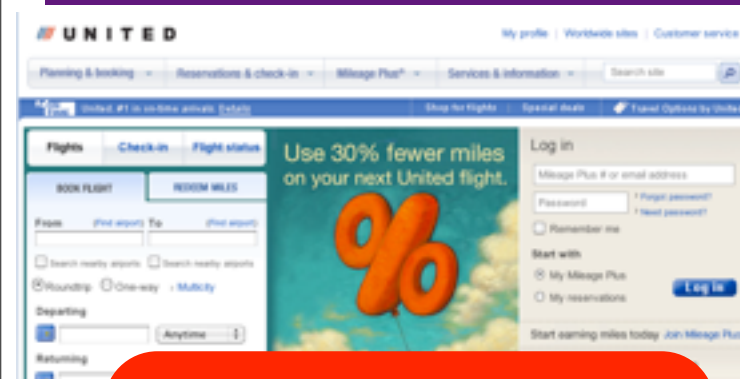 UNITED
My profile | Worldwide sites | Customer service
Planning & booking Reservations & check-in Mileage Plus® Services & information Search site
United. #1 in on-time arrivals. Details Shop for flights | Special deals Travel Options by United
Flights Check-in Flight status
BOOK FLIGHT REDEEM MILES
From (Find airport) To (Find airport)
Search nearby airports Search nearby airports
Roundtrip One-way Multicity
Departing
Anytime
Returning
Use 30% fewer miles
on your next United flight.
%
Log in
Mileage Plus # or email address
Password
Forgot password?
Need password?
Remember me
Start with
My Mileage Plus
My reservations
Log in
Start earning miles today Join Mileage Plus